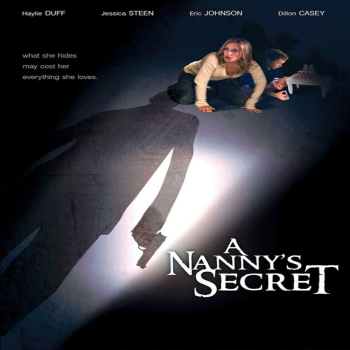 Haylie DUFF Jessica STEEN Eric JOHNSON Dillon CASEY
what she hides
may cost her
everything she loves.
A
NANNY'S
SECRET